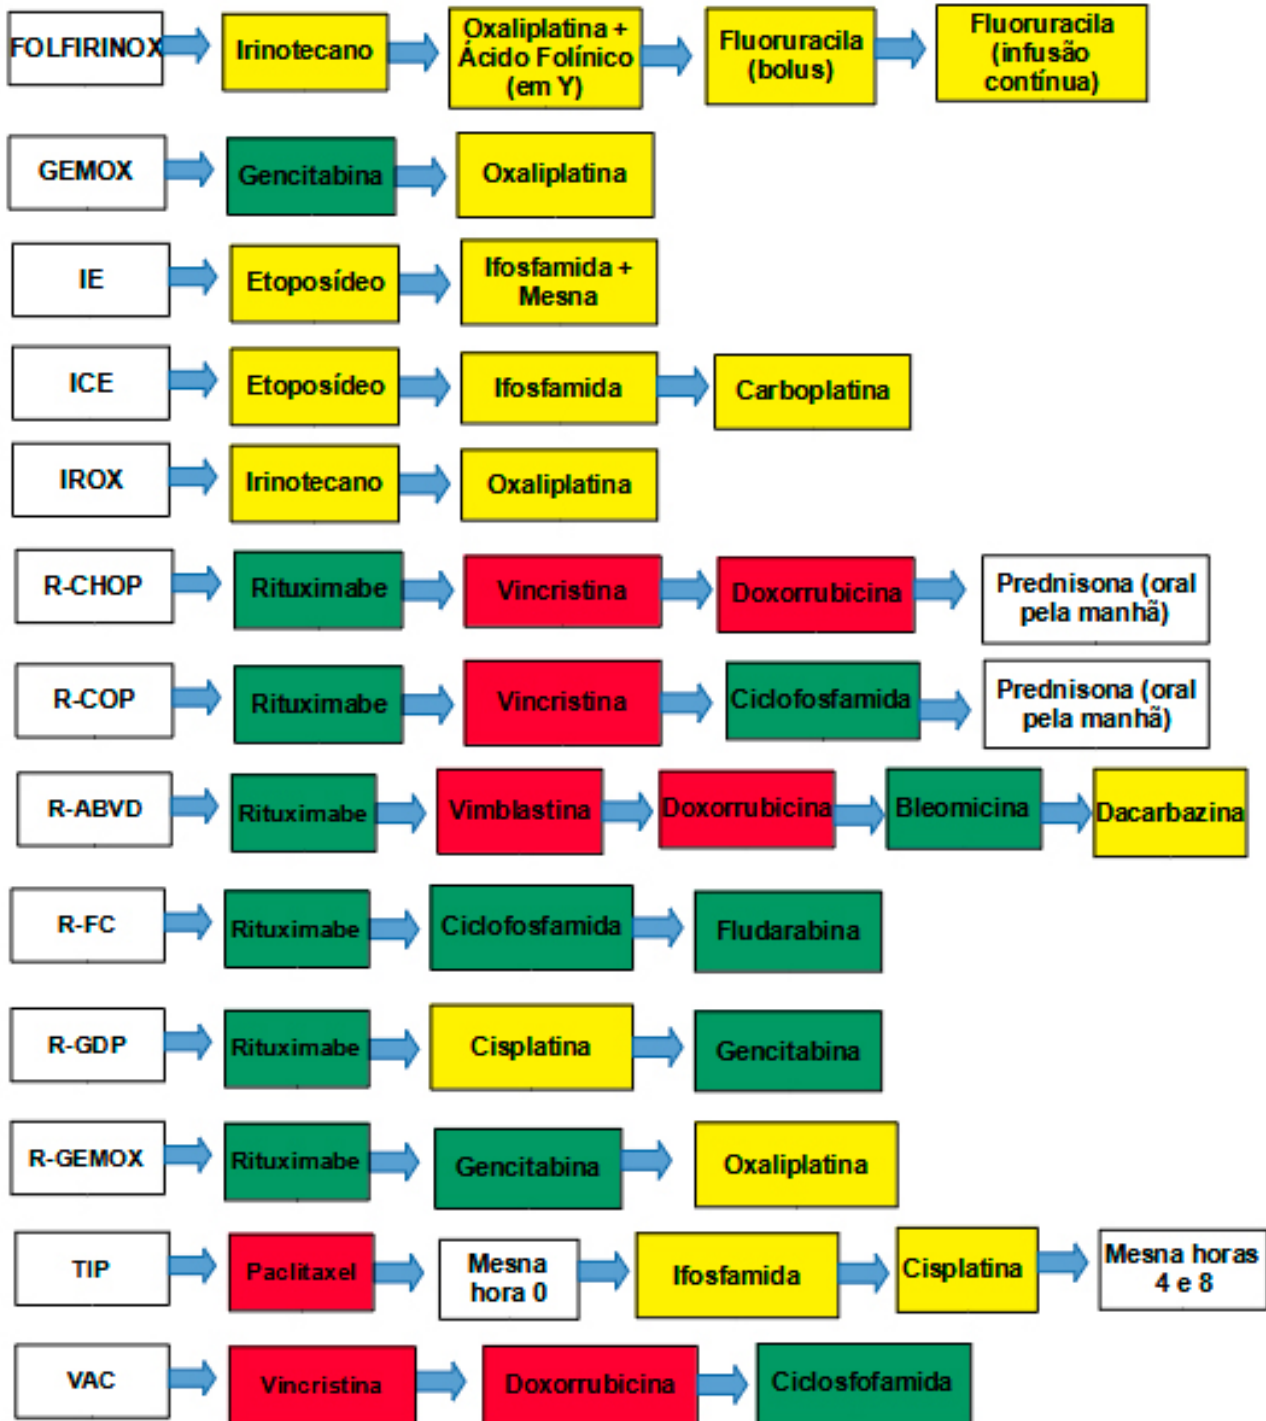 FOLFIRINOX
Irinotecano
Oxaliplatina +
Ácido Folínico
(em Y)
Fluoruracila
(bolus)
Fluoruracila
(infusão
contínua)
GEMOX
Gencitabina
Oxaliplatina
IE
Etoposídeo
Ifosfamida +
Mesna
ICE
Etoposídeo
Ifosfamida
Carboplatina
IROX
Irinotecano
Oxaliplatina
R-CHOP
Rituximabe
Vincristina
Doxorrubicina
Prednisona (oral
pela manhã)
R-COP
Rituximabe
Vincristina
Ciclofosfamida
Prednisona (oral
pela manhã)
R-ABVD
Rituximabe
Vimblastina
Doxorrubicina
Bleomicina
Dacarbazina
R-FC
Rituximabe
Ciclofosfamida
Fludarabina
R-GDP
Rituximabe
Cisplatina
Gencitabina
R-GEMOX
Rituximabe
Gencitabina
Oxaliplatina
TIP
Paclitaxel
Mesna
hora 0
Ifosfamida
Cisplatina
Mesna horas
4 e 8
VAC
Vincristina
Doxorrubicina
Ciclosfofamida